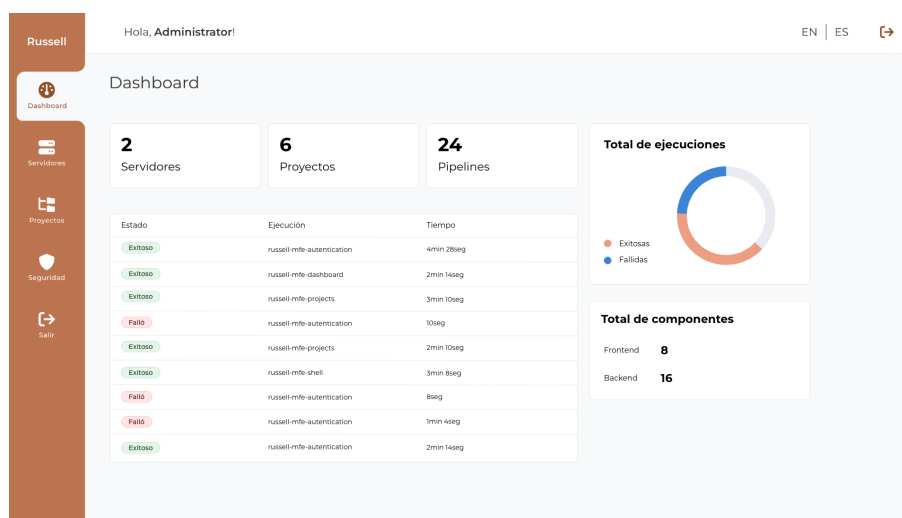 Russell
Hola, Administrator!
EN | ES
Dashboard
Servidores
Proyectos
Seguridad
Salir
Dashboard
2
Servidores
6
Proyectos
24
Pipelines
Estado Ejecución Tiempo
Exitoso russell-mfe-autentication 4min 28seg
Exitoso russell-mfe-dashboard 2min 14seg
Exitoso russell-mfe-projects 3min 10seg
Falló russell-mfe-autentication 10seg
Exitoso russell-mfe-projects 2min 10seg
Exitoso russell-mfe-shell 3min 8seg
Falló russell-mfe-autentication 8seg
Falló russell-mfe-autentication 1min 4seg
Exitoso russell-mfe-autentication 2min 14seg
Total de ejecuciones
Exitosas
Fallidas
Total de componentes
Frontend 8
Backend 16